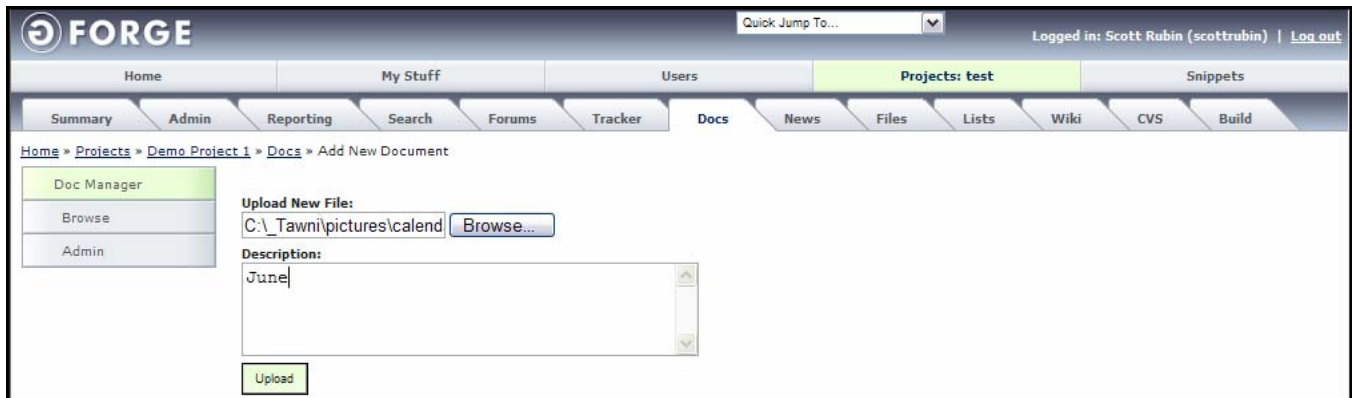 GFORGE
Quick Jump To...
Logged in: Scott Rubin (scottrubin) | Log out
Home My Stuff Users Projects: test Snippets
Summary Admin Reporting Search Forums Tracker Docs News Files Lists Wiki CVS Build
Home » Projects » Demo Project 1 » Docs » Add New Document
Doc Manager
Browse
Admin
Upload New File:
C:\_Tawni\pictures\calend Browse...
Description:
June
Upload